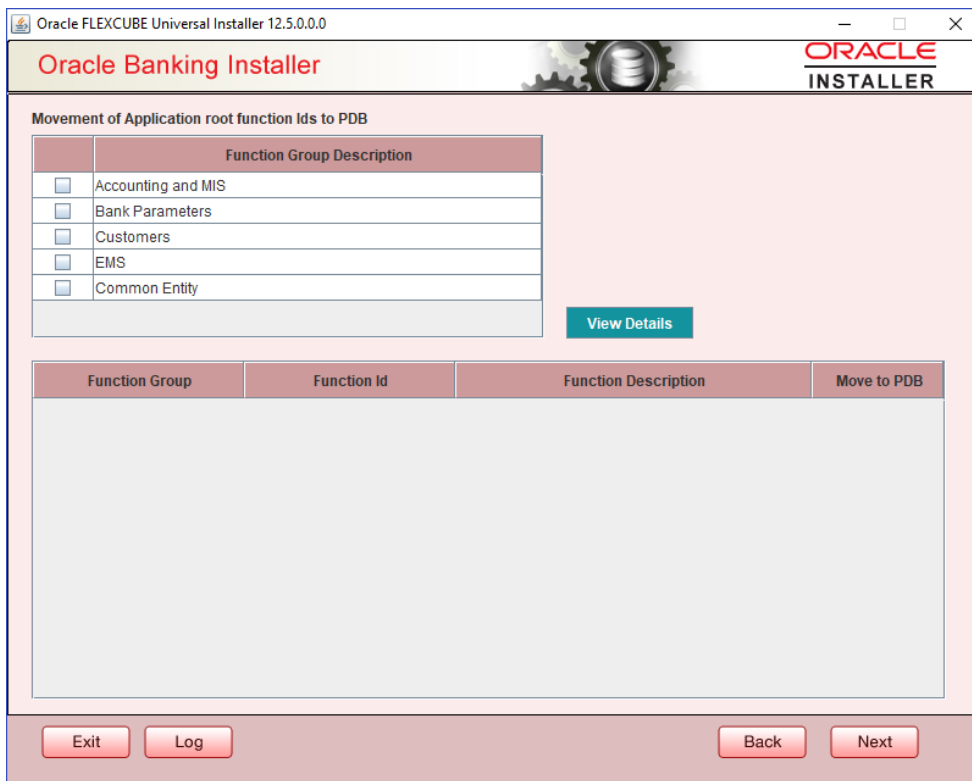 Oracle FLEXCUBE Universal Installer 12.5.0.0.0
Oracle Banking Installer
ORACLE
INSTALLER
Movement of Application root function Ids to PDB
Function Group Description
Accounting and MIS
Bank Parameters
Customers
EMS
Common Entity
View Details
Function Group Function Id Function Description Move to PDB
Exit Log Back Next